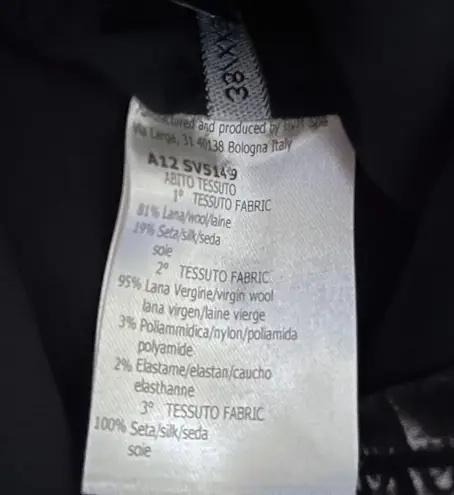 38\XXX
and produced by
Via Larga, 31 40138 Bologna Italy
A12 SV5149
ABITO TESSUTO
1° TESSUTO FABRIC
81% Lana/wool/laine
19% Seta/silk/seda
soie
2° TESSUTO FABRIC
95% Lana Vergine/virgin wool
lana virgen/laine vierge
3% Poliammidica/nylon/poliamida
polyamide
2% Elastame/elastan/caucho
elasthanne
3° TESSUTO FABRIC
100% Seta/silk/seda
soie